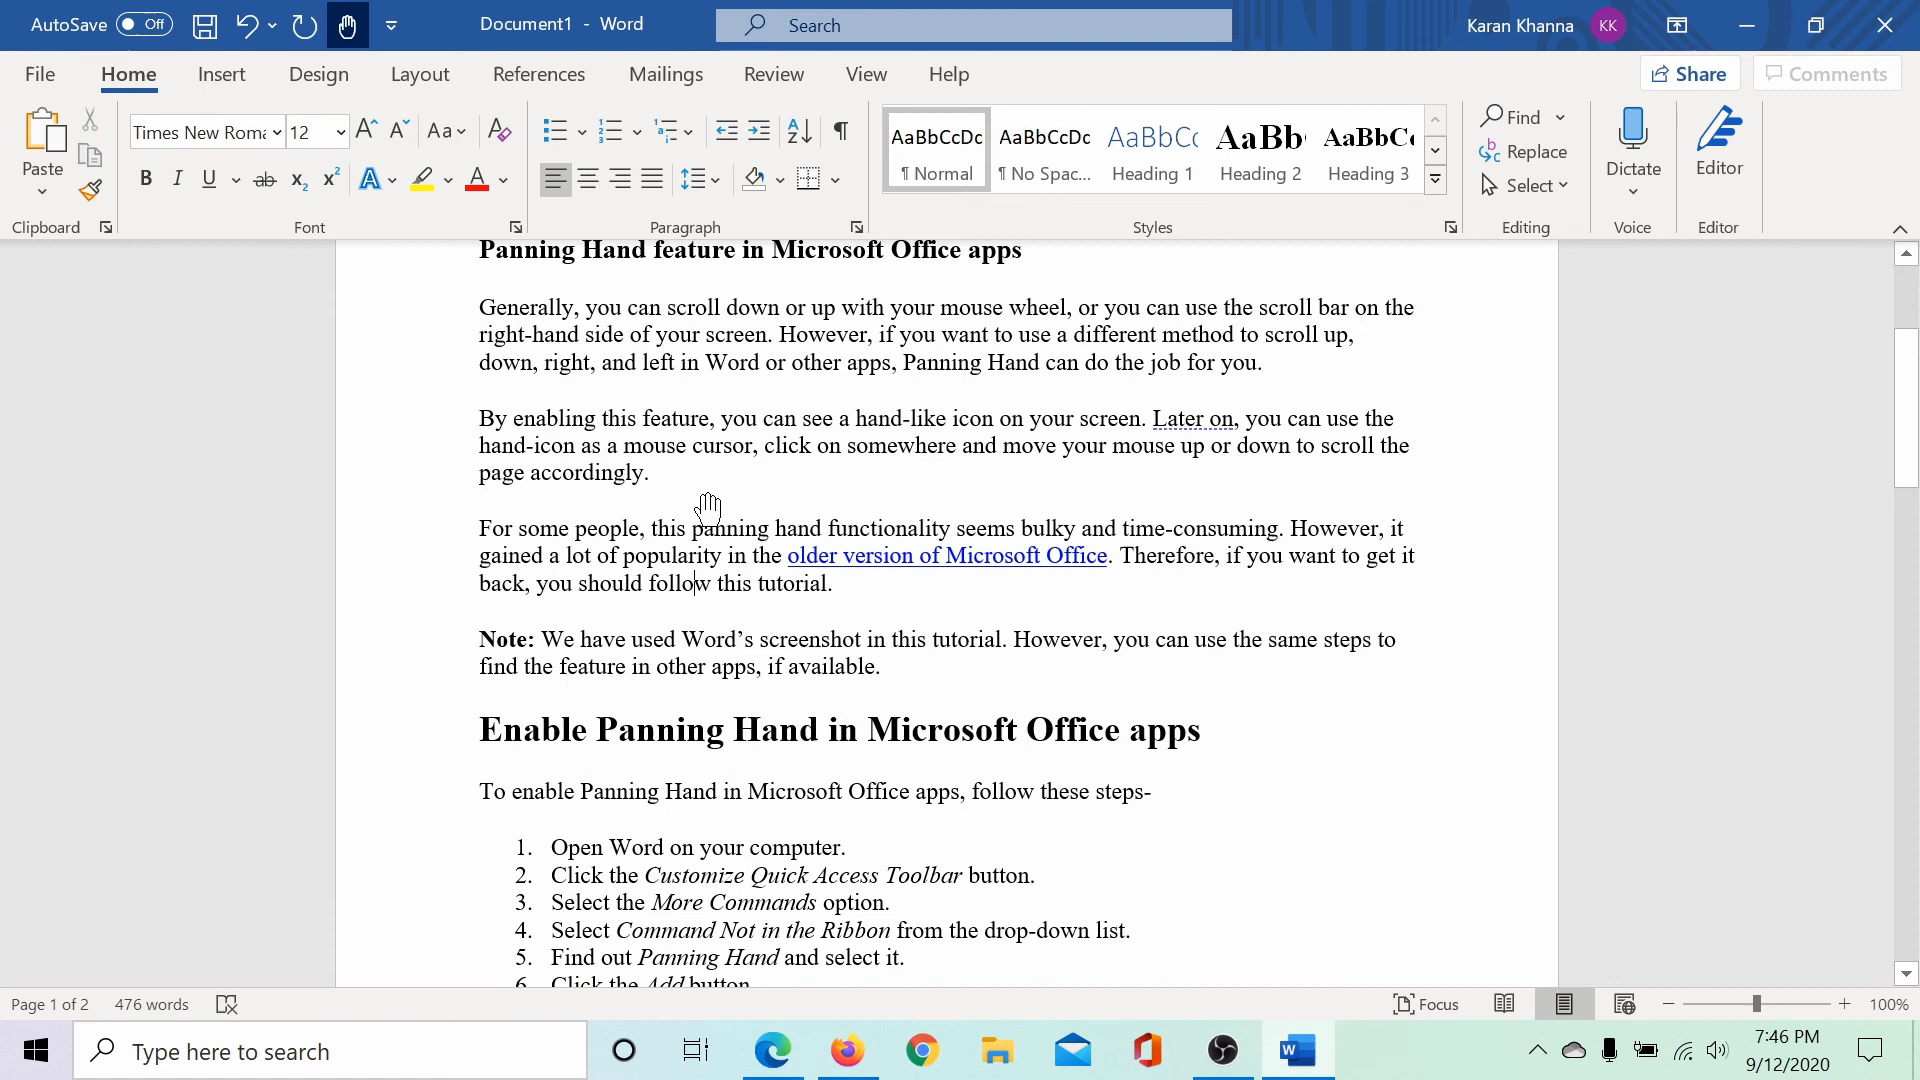 AutoSave Off Document1 - Word Search Karan Khanna KK
File Home Insert Design Layout References Mailings Review View Help Share Comments
Paste Times New Roma 12 Aa AaBbCcDc AaBbCcDc AaBbC AaBb AaBbC Find
Replace
B I U ab x₂ x² A A ¶ Normal ¶ No Spac... Heading 1 Heading 2 Heading 3 Select Dictate Editor
Clipboard Font Paragraph Styles Editing Voice Editor
Panning Hand feature in Microsoft Office apps
Generally, you can scroll down or up with your mouse wheel, or you can use the scroll bar on the
right-hand side of your screen. However, if you want to use a different method to scroll up,
down, right, and left in Word or other apps, Panning Hand can do the job for you.
By enabling this feature, you can see a hand-like icon on your screen. Later on, you can use the
hand-icon as a mouse cursor, click on somewhere and move your mouse up or down to scroll the
page accordingly.
For some people, this panning hand functionality seems bulky and time-consuming. However, it
gained a lot of popularity in the older version of Microsoft Office. Therefore, if you want to get it
back, you should follow this tutorial.
Note: We have used Word’s screenshot in this tutorial. However, you can use the same steps to
find the feature in other apps, if available.
Enable Panning Hand in Microsoft Office apps
To enable Panning Hand in Microsoft Office apps, follow these steps-
1. Open Word on your computer.
2. Click the Customize Quick Access Toolbar button.
3. Select the More Commands option.
4. Select Command Not in the Ribbon from the drop-down list.
5. Find out Panning Hand and select it.
6. Click the Add button.
Page 1 of 2 476 words Focus 100%
Type here to search 7:46 PM
9/12/2020